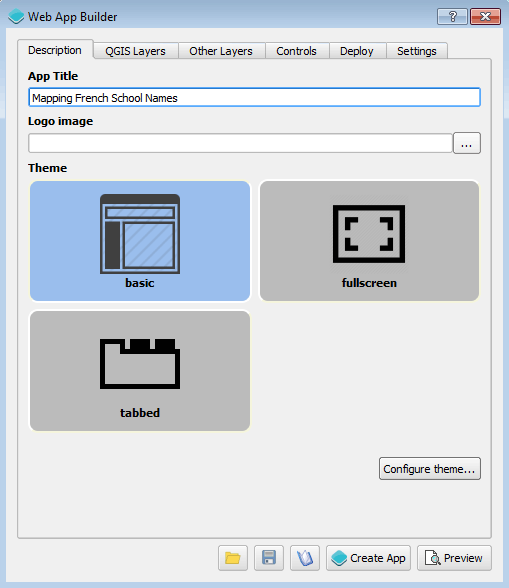 Web App Builder
Description QGIS Layers Other Layers Controls Deploy Settings
App Title
Mapping French School Names
Logo image
...
Theme
basic fullscreen
tabbed
Configure theme...
Create App Preview